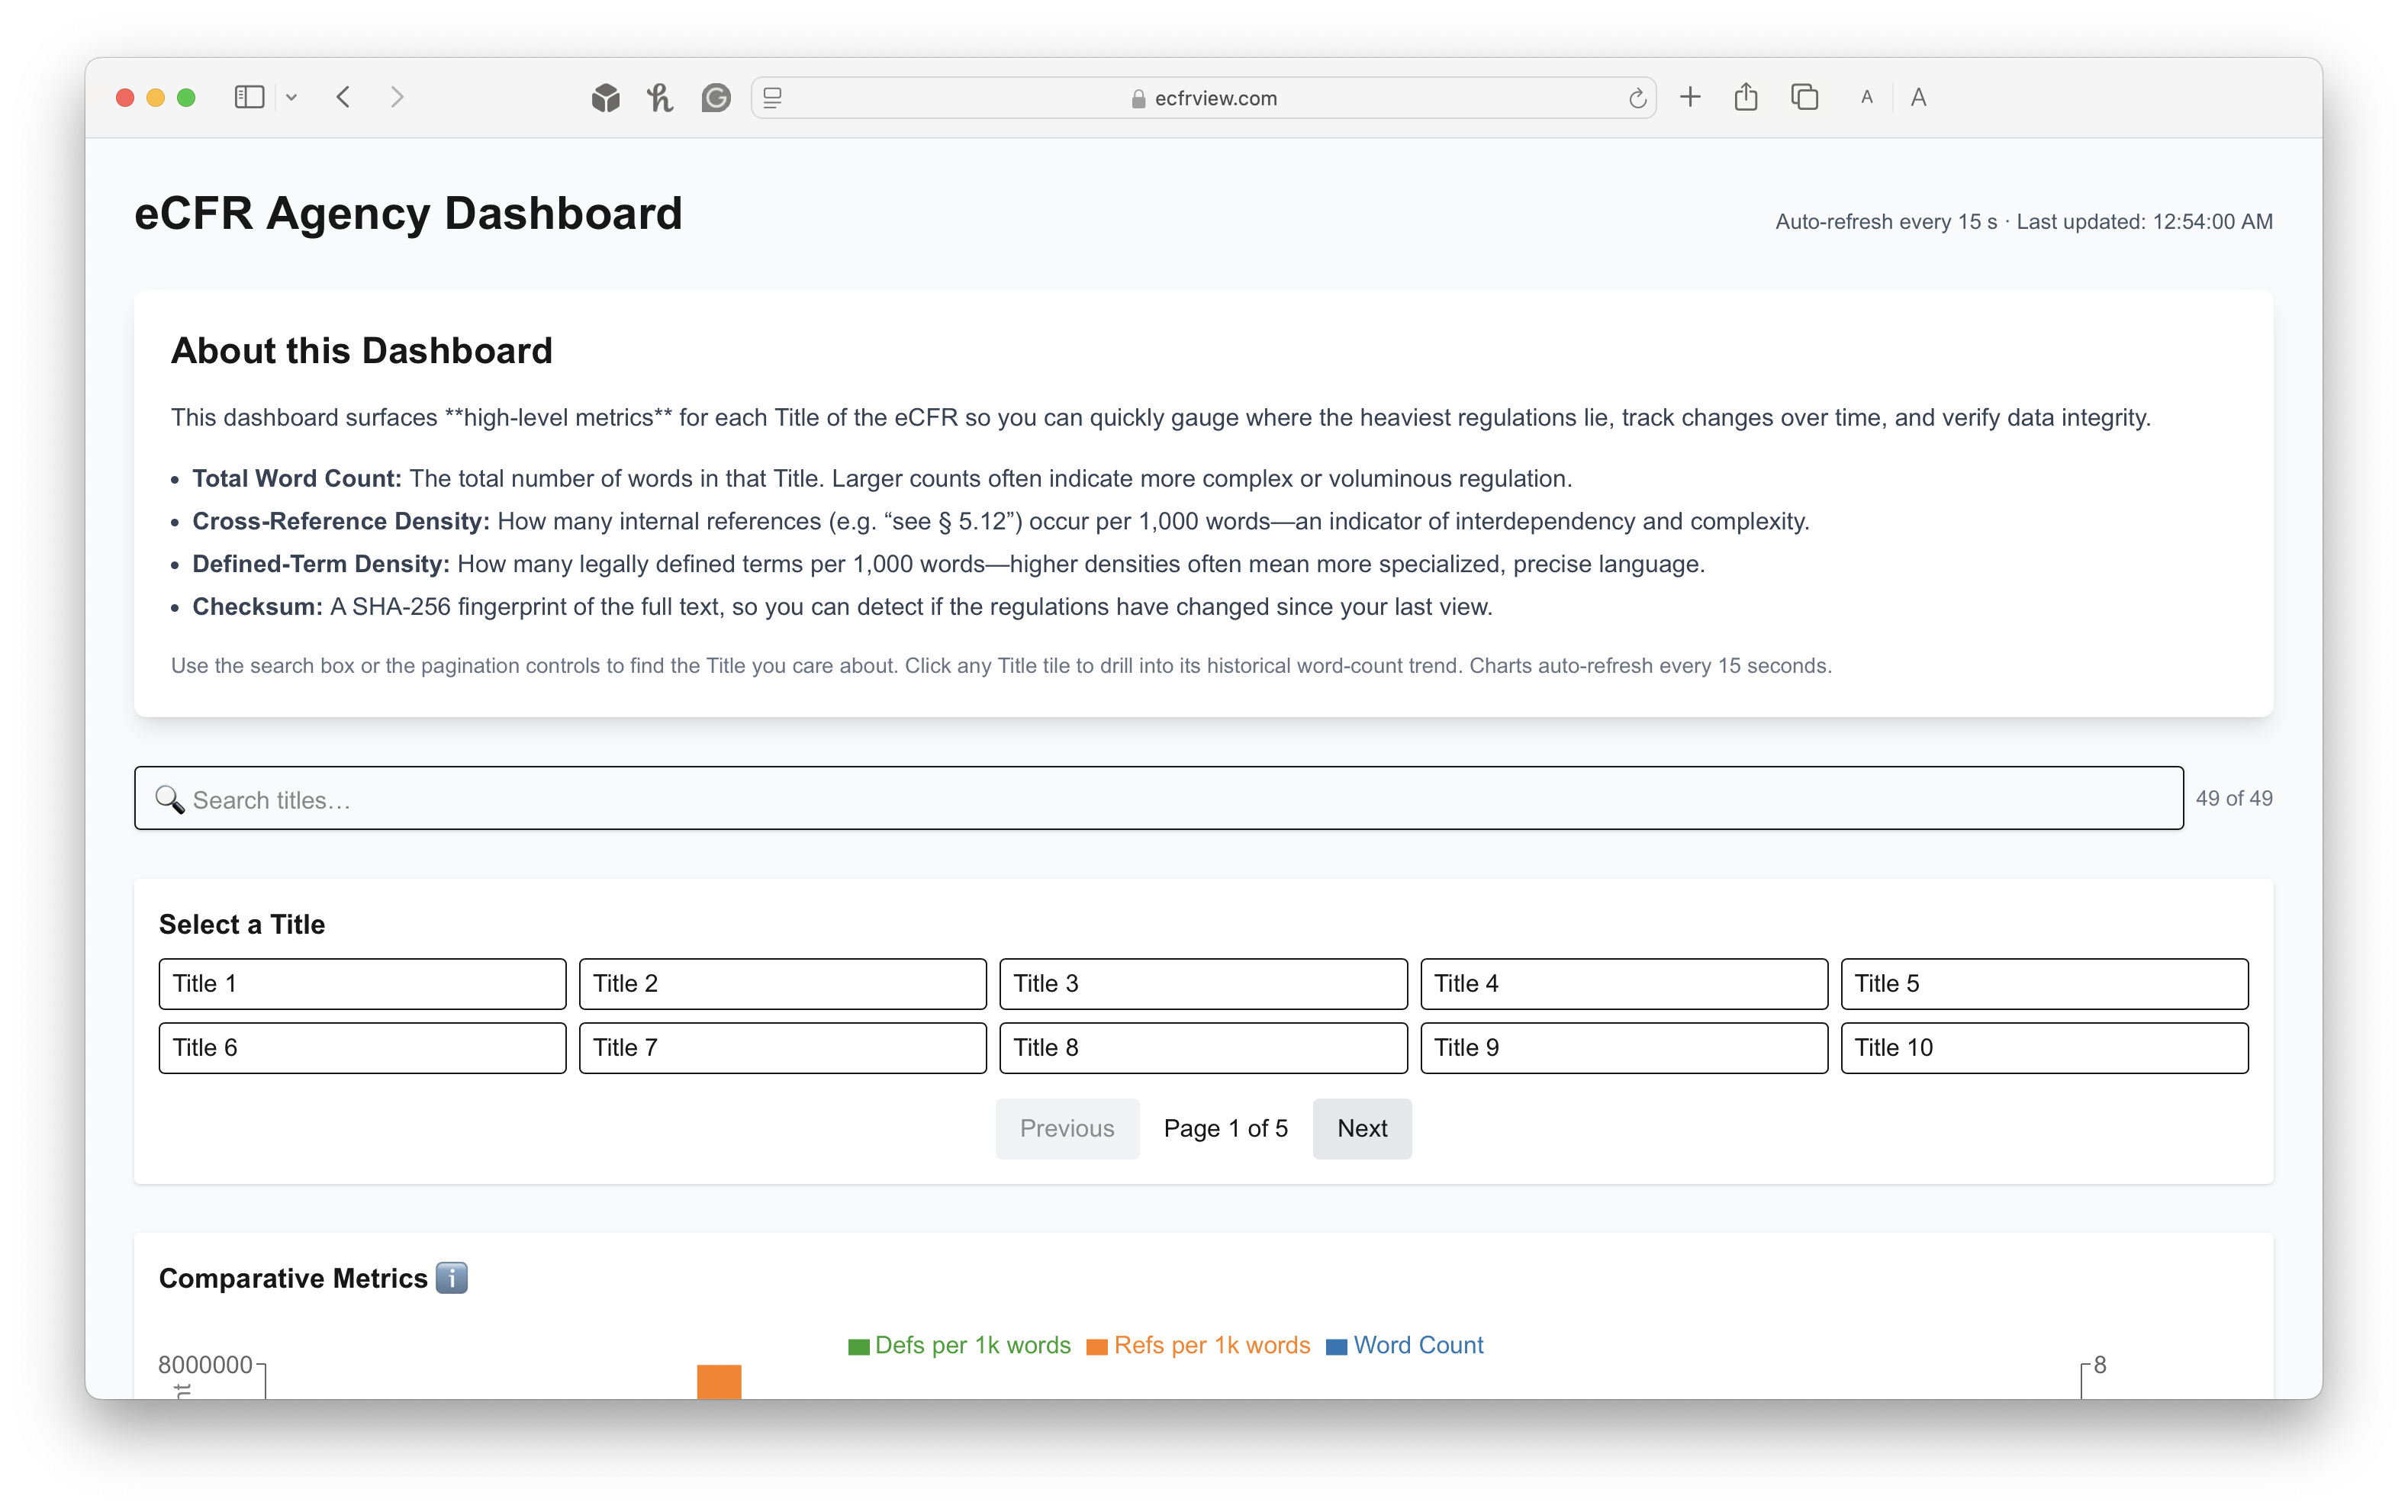 ecfrview.com
A A
eCFR Agency Dashboard
Auto-refresh every 15 s · Last updated: 12:54:00 AM
About this Dashboard
This dashboard surfaces **high-level metrics** for each Title of the eCFR so you can quickly gauge where the heaviest regulations lie, track changes over time, and verify data integrity.
• Total Word Count: The total number of words in that Title. Larger counts often indicate more complex or voluminous regulation.
• Cross-Reference Density: How many internal references (e.g. “see § 5.12”) occur per 1,000 words—an indicator of interdependency and complexity.
• Defined-Term Density: How many legally defined terms per 1,000 words—higher densities often mean more specialized, precise language.
• Checksum: A SHA-256 fingerprint of the full text, so you can detect if the regulations have changed since your last view.
Use the search box or the pagination controls to find the Title you care about. Click any Title tile to drill into its historical word-count trend. Charts auto-refresh every 15 seconds.
🔍 Search titles…
49 of 49
Select a Title
Title 1 Title 2 Title 3 Title 4 Title 5
Title 6 Title 7 Title 8 Title 9 Title 10
Previous Page 1 of 5 Next
Comparative Metrics ℹ️
Defs per 1k words Refs per 1k words Word Count
8000000 8